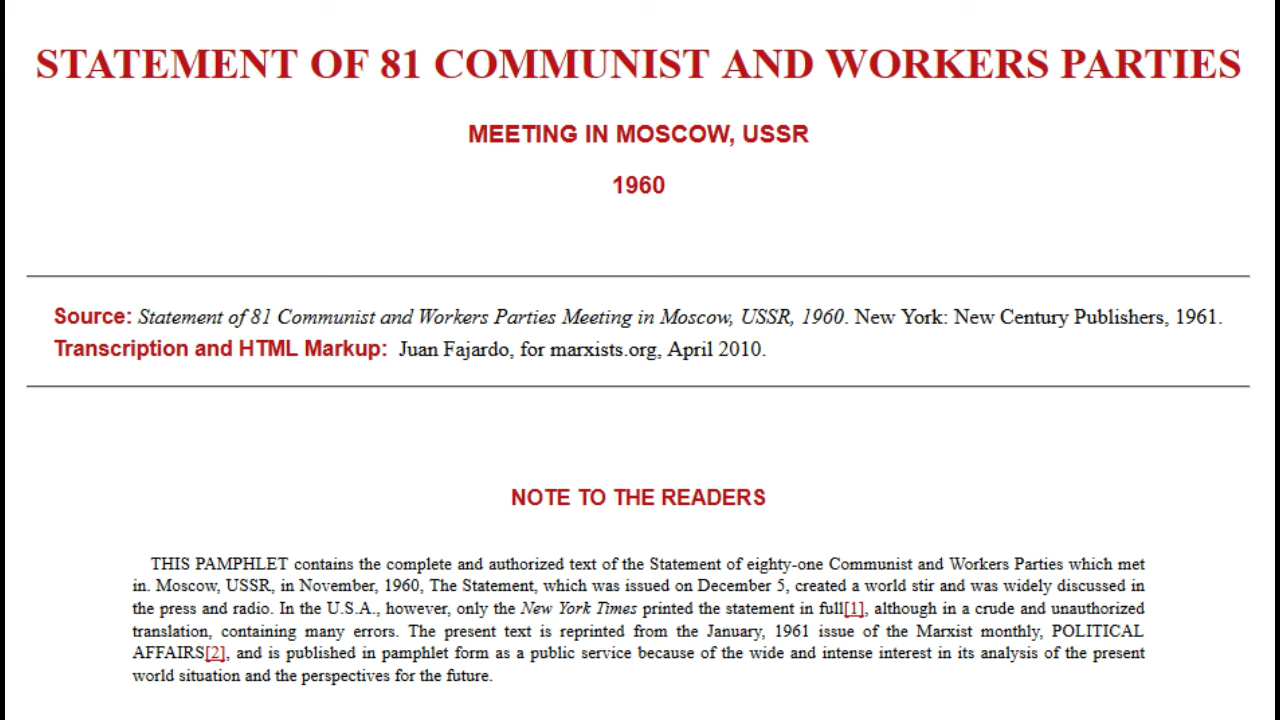 STATEMENT OF 81 COMMUNIST AND WORKERS PARTIES
MEETING IN MOSCOW, USSR
1960
Source: Statement of 81 Communist and Workers Parties Meeting in Moscow, USSR, 1960. New York: New Century Publishers, 1961.
Transcription and HTML Markup: Juan Fajardo, for marxists.org, April 2010.
NOTE TO THE READERS
THIS PAMPHLET contains the complete and authorized text of the Statement of eighty-one Communist and Workers Parties which met
in. Moscow, USSR, in November, 1960, The Statement, which was issued on December 5, created a world stir and was widely discussed in
the press and radio. In the U.S.A., however, only the New York Times printed the statement in full[1], although in a crude and unauthorized
translation, containing many errors. The present text is reprinted from the January, 1961 issue of the Marxist monthly, POLITICAL
AFFAIRS[2], and is published in pamphlet form as a public service because of the wide and intense interest in its analysis of the present
world situation and the perspectives for the future.